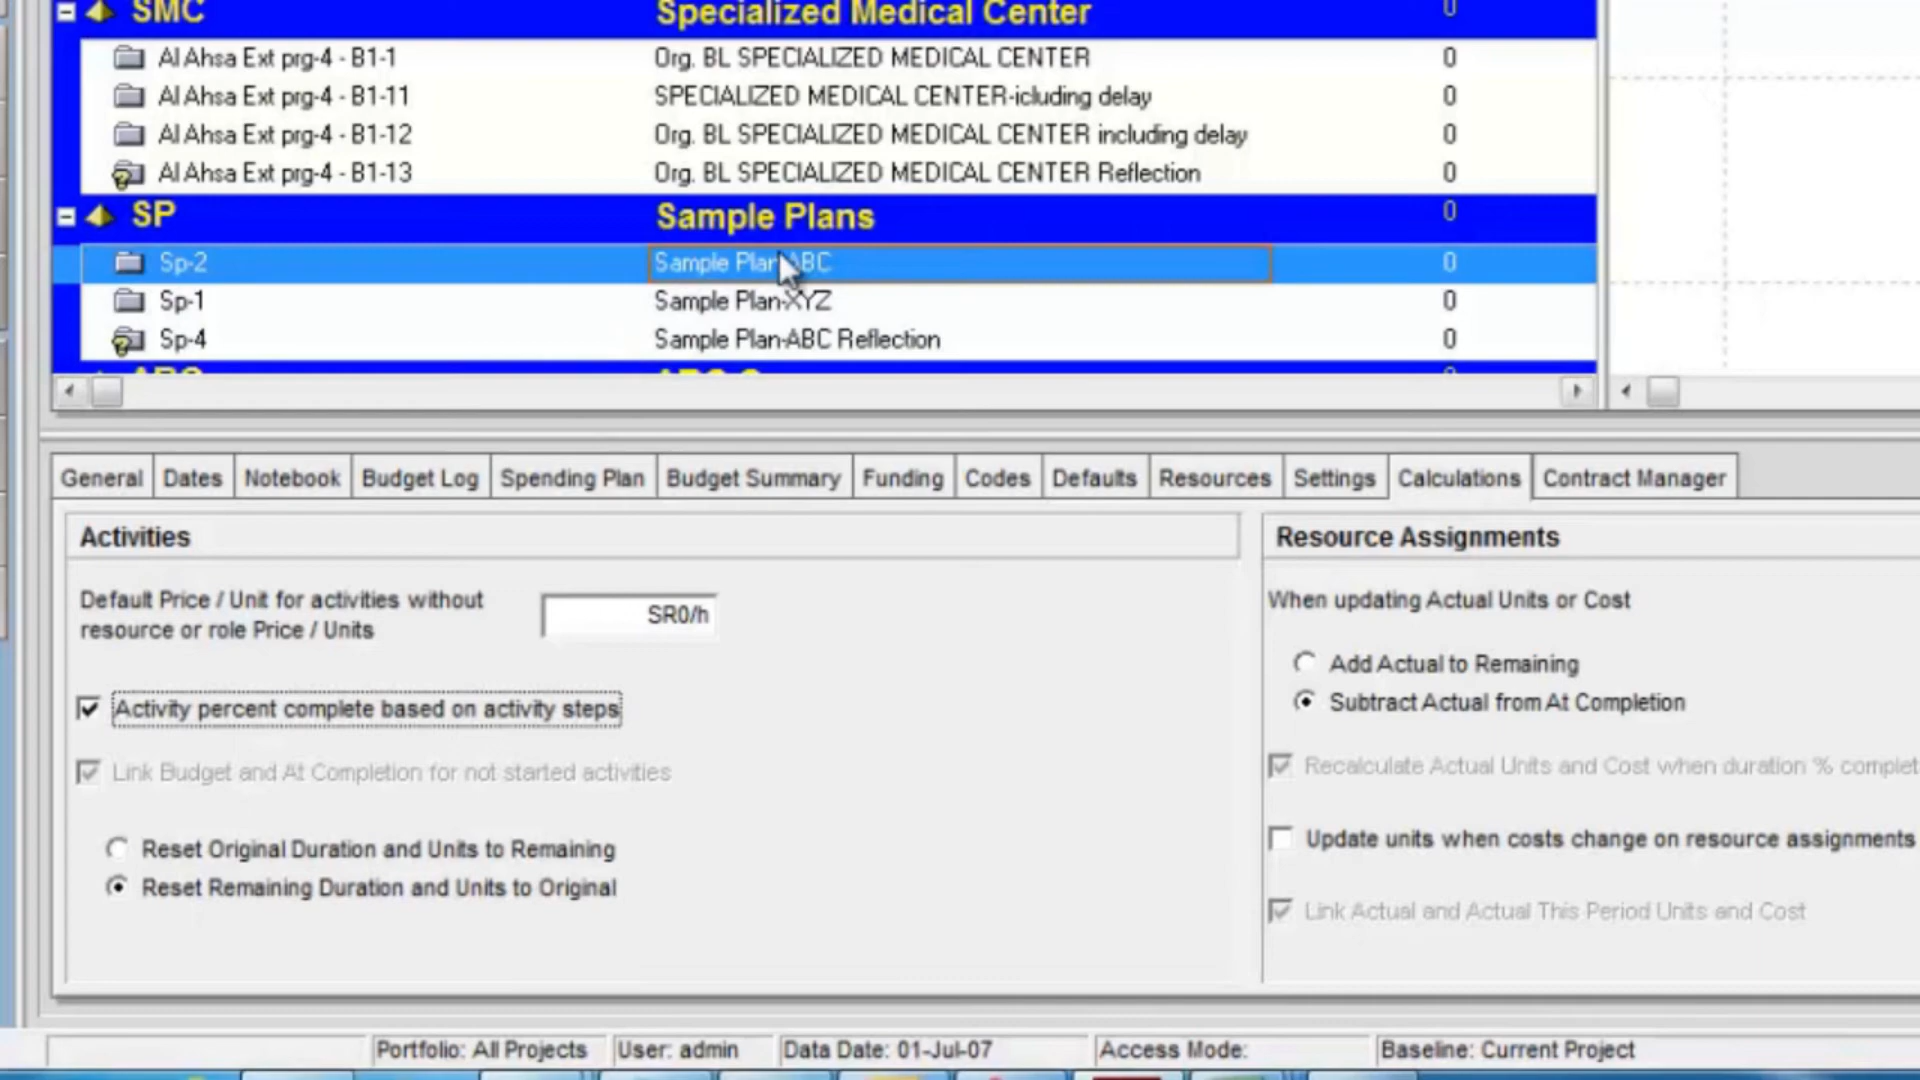 SMC Specialized Medical Center 0
Al Ahsa Ext prg-4 - B1-1 Org. BL SPECIALIZED MEDICAL CENTER 0
Al Ahsa Ext prg-4 - B1-11 SPECIALIZED MEDICAL CENTER-icluding delay 0
Al Ahsa Ext prg-4 - B1-12 Org. BL SPECIALIZED MEDICAL CENTER including delay 0
Al Ahsa Ext prg-4 - B1-13 Org. BL SPECIALIZED MEDICAL CENTER Reflection 0
SP Sample Plans 0
Sp-2 Sample Plan-ABC 0
Sp-1 Sample Plan-XYZ 0
Sp-4 Sample Plan-ABC Reflection 0
General Dates Notebook Budget Log Spending Plan Budget Summary Funding Codes Defaults Resources Settings Calculations Contract Manager
Activities
Default Price / Unit for activities without
resource or role Price / Units
SR0/h
Activity percent complete based on activity steps
Link Budget and At Completion for not started activities
Reset Original Duration and Units to Remaining
Reset Remaining Duration and Units to Original
Resource Assignments
When updating Actual Units or Cost
Add Actual to Remaining
Subtract Actual from At Completion
Recalculate Actual Units and Cost when duration % complet
Update units when costs change on resource assignments
Link Actual and Actual This Period Units and Cost
Portfolio: All Projects User: admin Data Date: 01-Jul-07 Access Mode: Baseline: Current Project